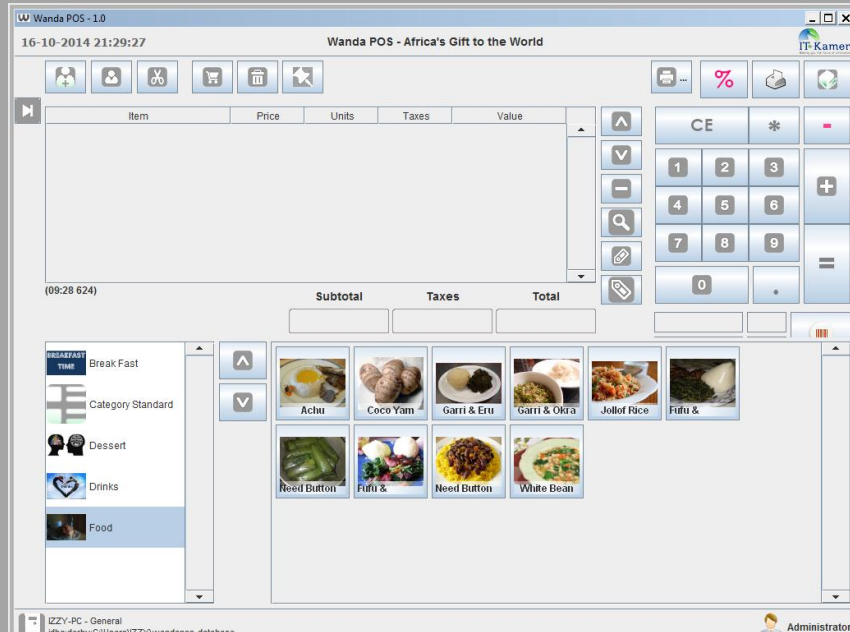 Wanda POS - 1.0
16-10-2014 21:29:27
Wanda POS - Africa's Gift to the World
IT-Kamer
%
Item Price Units Taxes Value
CE * -
1 2 3
+
4 5 6
7 8 9
=
0 .
(09:28 624)
Subtotal Taxes Total
BREAKFAST TIME
Break Fast
Category Standard
Dessert
Drinks
Food
Achu Coco Yam Garri & Eru Garri & Okra Jollof Rice Fufu &
Need Button Fufu & Need Button White Bean
IZZY-PC - General
Administrator